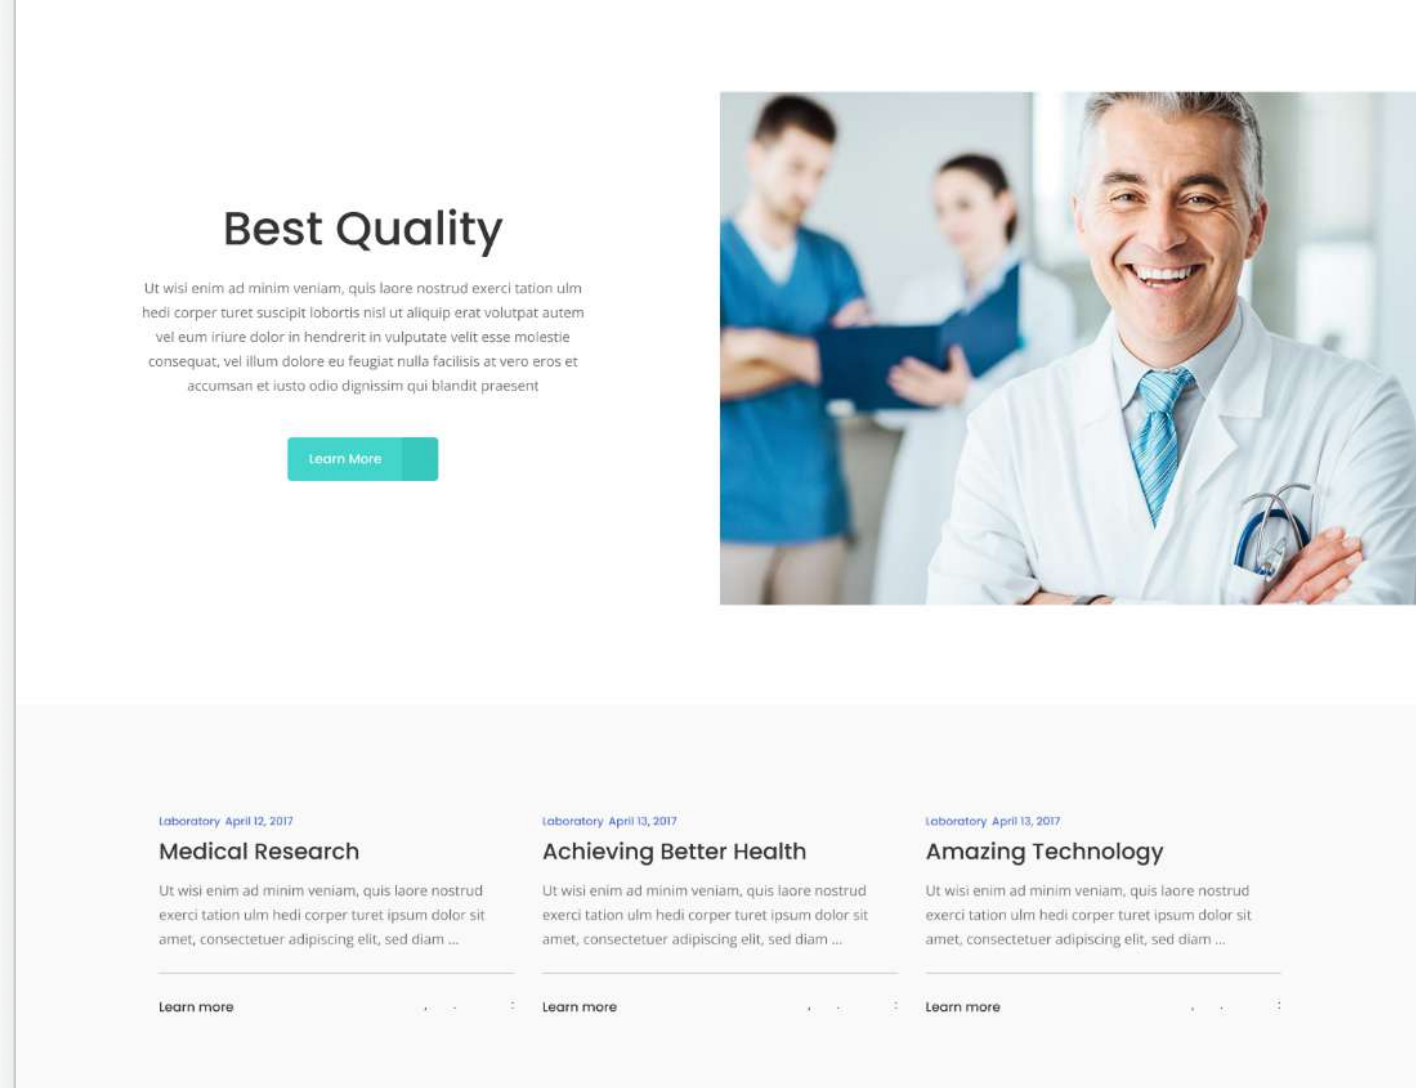 Best Quality
Ut wisi enim ad minim veniam, quis laore nostrud exerci tation ulm
hedi corper turet suscipit lobortis nisl ut aliquip erat volutpat autem
vel eum iriure dolor in hendrerit in vulputate velit esse molestie
consequat, vel illum dolore eu feugiat nulla facilisis at vero eros et
accumsan et iusto odio dignissim qui blandit praesent
Learn More
Laboratory April 12, 2017
Medical Research
Ut wisi enim ad minim veniam, quis laore nostrud
exerci tation ulm hedi corper turet ipsum dolor sit
amet, consectetuer adipiscing elit, sed diam ...
Learn more
Laboratory April 13, 2017
Achieving Better Health
Ut wisi enim ad minim veniam, quis laore nostrud
exerci tation ulm hedi corper turet ipsum dolor sit
amet, consectetuer adipiscing elit, sed diam ...
Learn more
Laboratory April 13, 2017
Amazing Technology
Ut wisi enim ad minim veniam, quis laore nostrud
exerci tation ulm hedi corper turet ipsum dolor sit
amet, consectetuer adipiscing elit, sed diam ...
Learn more